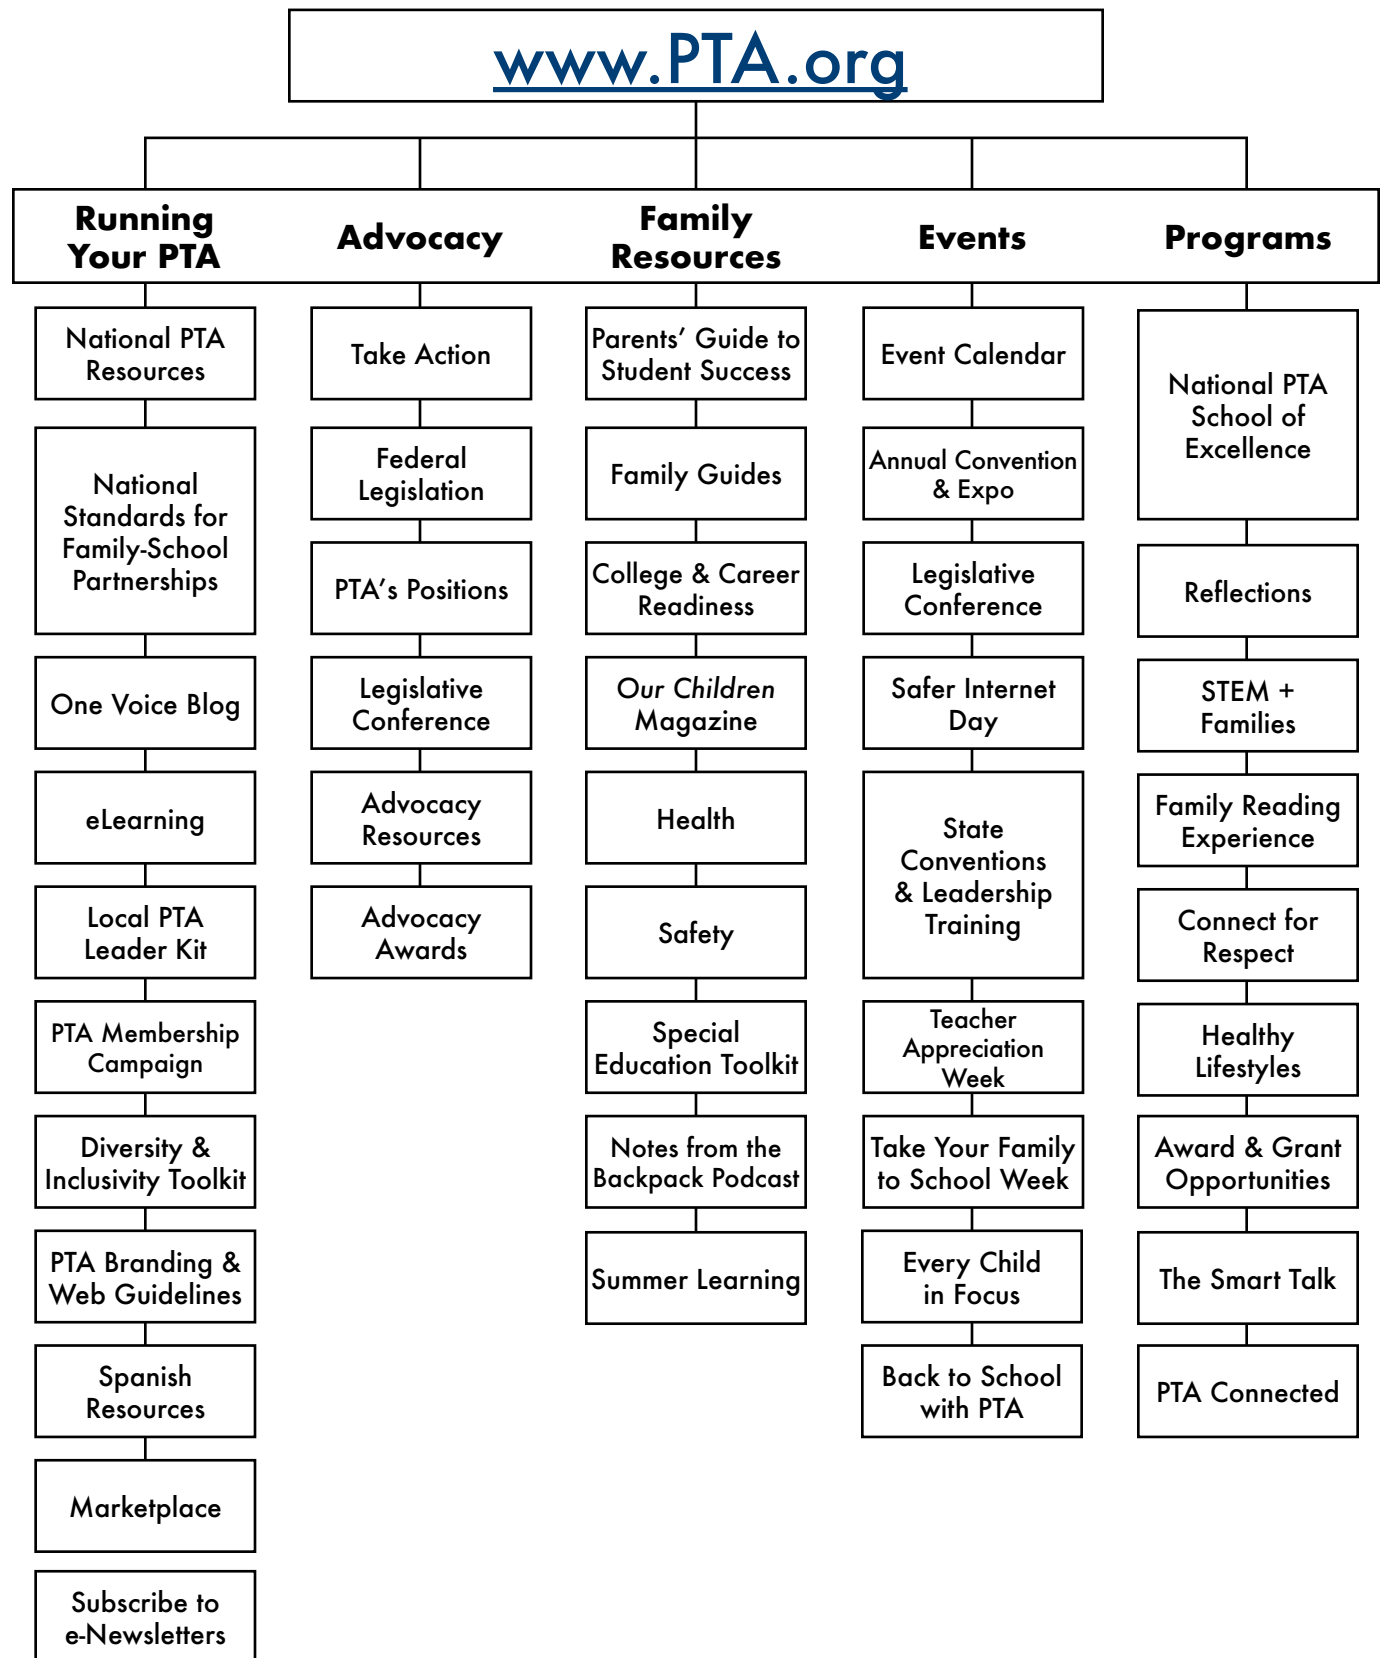 www.PTA.org
Running
Your PTA
Advocacy
Family
Resources
Events
Programs
National PTA
Resources
National
Standards for
Family-School
Partnerships
One Voice Blog
eLearning
Local PTA
Leader Kit
PTA Membership
Campaign
Diversity &
Inclusivity Toolkit
PTA Branding &
Web Guidelines
Spanish
Resources
Marketplace
Subscribe to
e-Newsletters
Take Action
Federal
Legislation
PTA’s Positions
Legislative
Conference
Advocacy
Resources
Advocacy
Awards
Parents’ Guide to
Student Success
Family Guides
College & Career
Readiness
Our Children
Magazine
Health
Safety
Special
Education Toolkit
Notes from the
Backpack Podcast
Summer Learning
Event Calendar
Annual Convention
& Expo
Legislative
Conference
Safer Internet
Day
State
Conventions
& Leadership
Training
Teacher
Appreciation
Week
Take Your Family
to School Week
Every Child
in Focus
Back to School
with PTA
National PTA
School of
Excellence
Reflections
STEM +
Families
Family Reading
Experience
Connect for
Respect
Healthy
Lifestyles
Award & Grant
Opportunities
The Smart Talk
PTA Connected